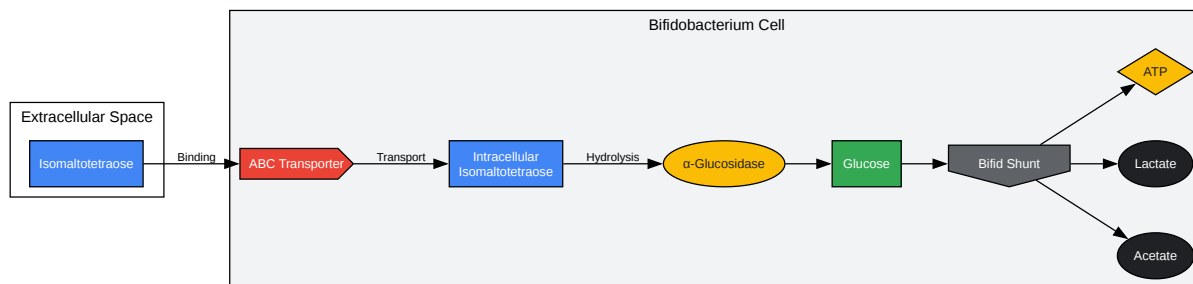 Bifidobacterium Cell
Extracellular Space
Isomaltotetraose
Binding
ABC Transporter
Transport
Intracellular
Isomaltotetraose
Hydrolysis
α-Glucosidase
Glucose
Bifid Shunt
ATP
Lactate
Acetate